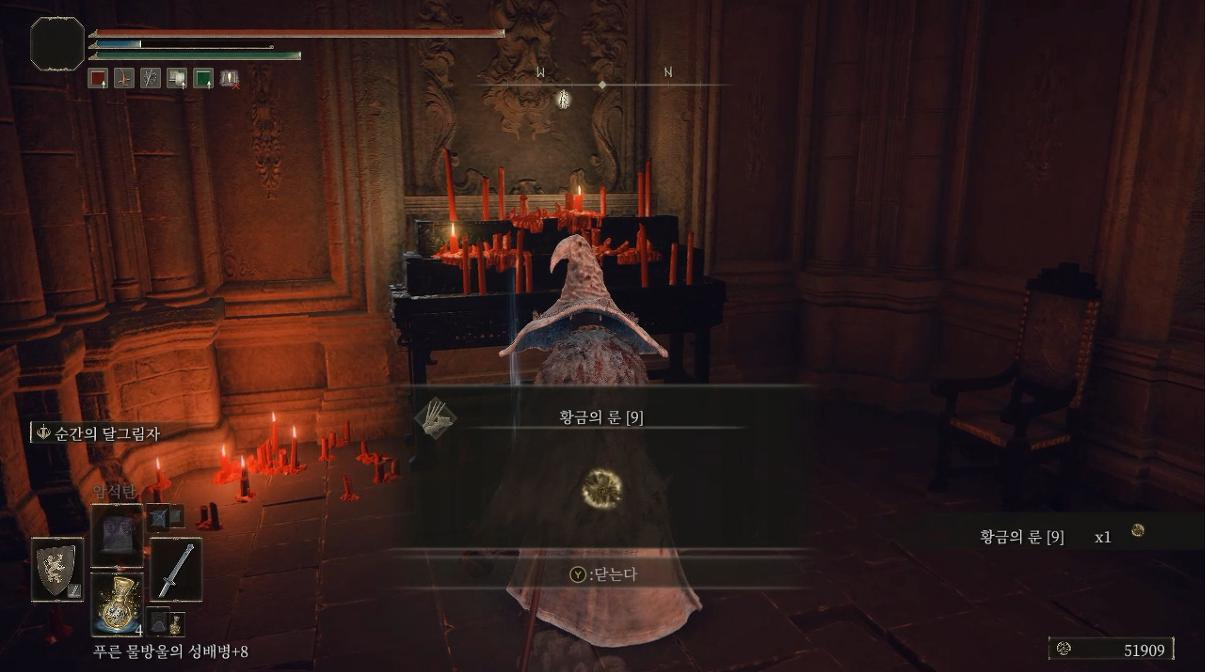 W N
황금의 룬 [9]
순간의 달그림자
암석탄
황금의 룬 [9] x1
Y:닫는다
4
푸른 물방울의 성배병+8
51909